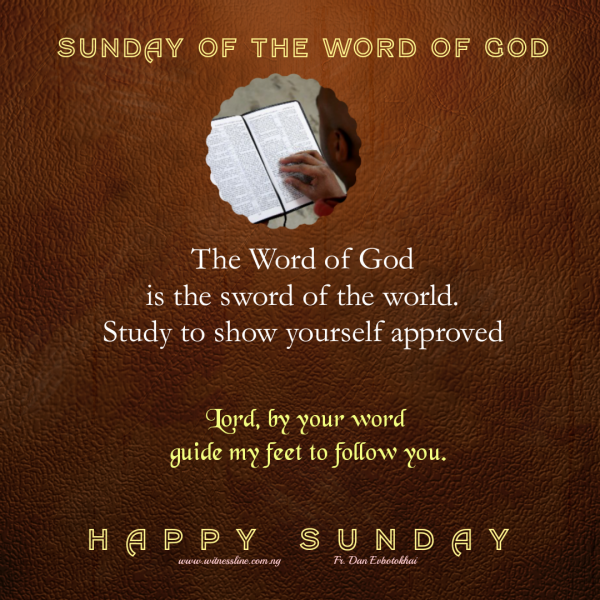 SUNDAY OF THE WORD OF GOD
The Word of God
is the sword of the world.
Study to show yourself approved
Lord, by your word
guide my feet to follow you.
HAPPY SUNDAY
www.witnessline.com.ng Fr. Dan Evbotokhai